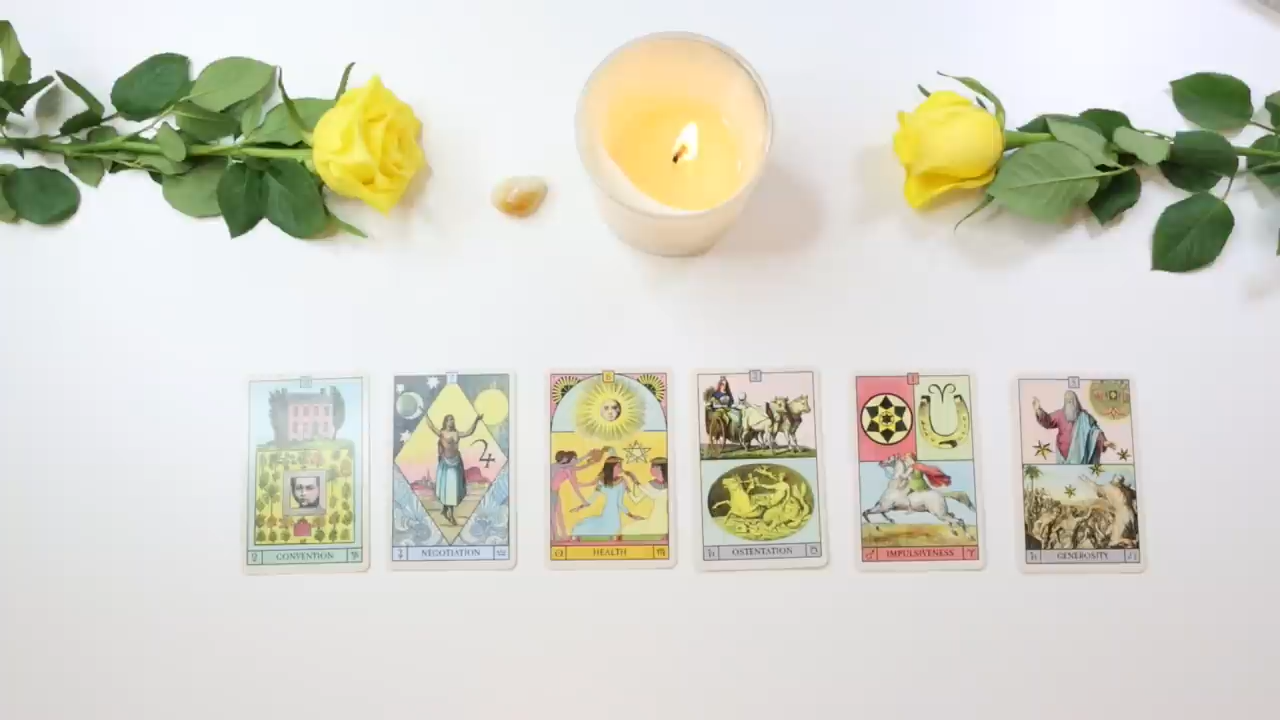 CONVENTION
NEGOTIATION
HEALTH
OSTENTATION
IMPULSIVENESS
GENEROSITY